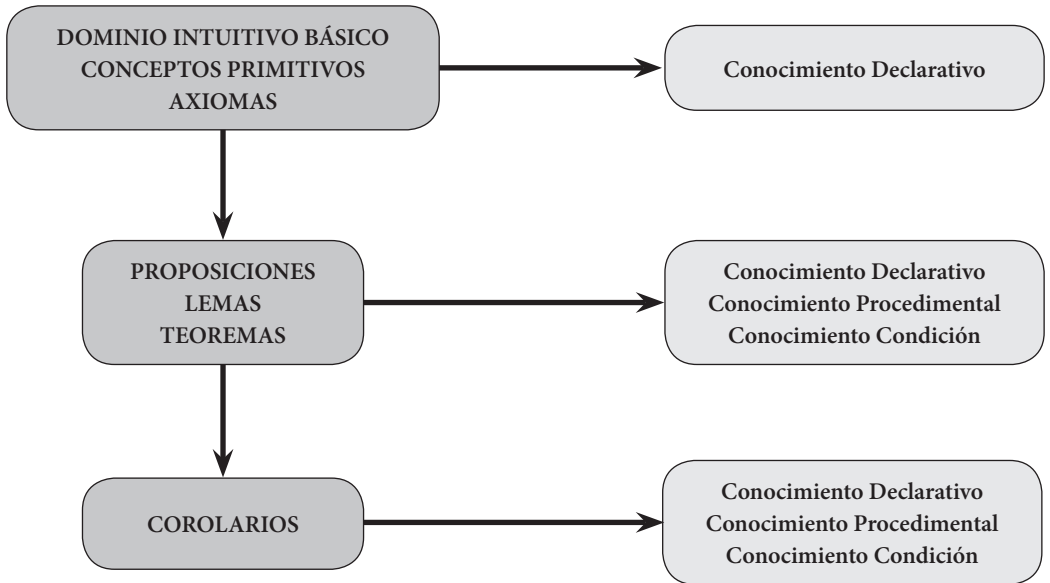 DOMINIO INTUITIVO BÁSICO
CONCEPTOS PRIMITIVOS
AXIOMAS
Conocimiento Declarativo
PROPOSICIONES
LEMAS
TEOREMAS
Conocimiento Declarativo
Conocimiento Procedimental
Conocimiento Condición
COROLARIOS
Conocimiento Declarativo
Conocimiento Procedimental
Conocimiento Condición